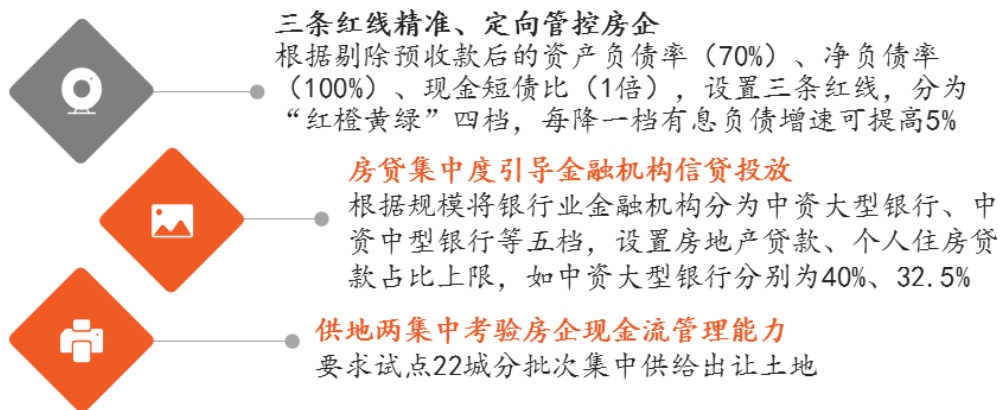 三条红线精准、定向管控房企
根据剔除预收款后的资产负债率（70%）、净负债率
（100%）、现金短债比（1倍），设置三条红线，分为
“红橙黄绿”四档，每降一档有息负债增速可提高5%
房贷集中度引导金融机构信贷投放
根据规模将银行业金融机构分为中资大型银行、中
资中型银行等五档，设置房地产贷款、个人住房贷
款占比上限，如中资大型银行分别为40%、32.5%
供地两集中考验房企现金流管理能力
要求试点22城分批次集中供给出让土地